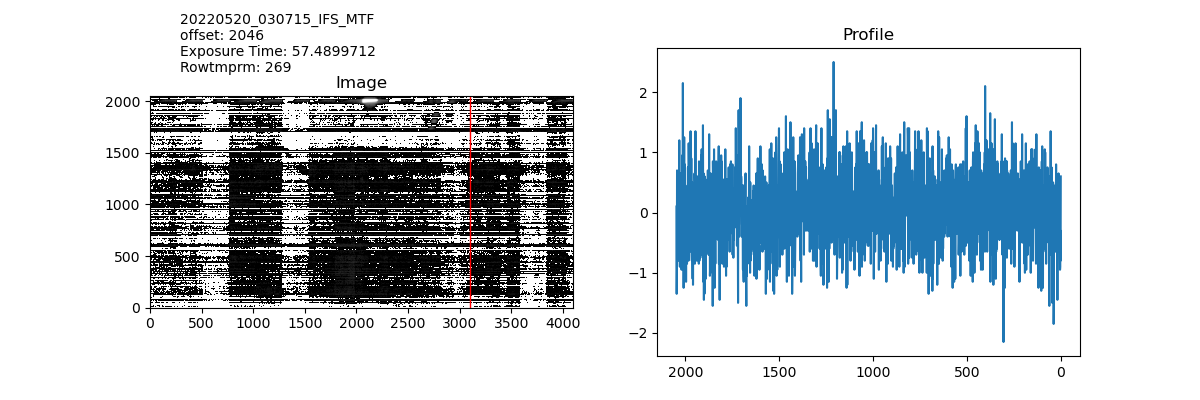 20220520_030715_IFS_MTF
offset: 2046
Exposure Time: 57.4899712
Rowtmprm: 269
Image
2000
1500
1000
500
0
0 500 1000 1500 2000 2500 3000 3500 4000
Profile
2
1
0
−1
−2
2000 1500 1000 500 0